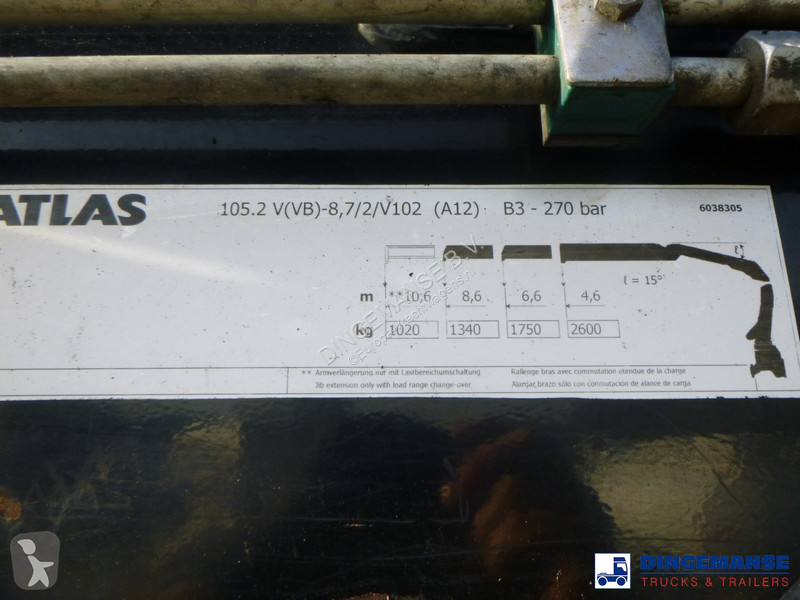 ATLAS
105.2 V(VB)-8,7/2/V102 (A12) B3 - 270 bar
6038305
ℓ
ℓ = 15°
m **10,6 8,6 6,6 4,6
kg 1020 1340 1750 2600
** Armverlängerung nur mit Lastbereichumschaltung
Jib extension only with load range change-over
Rallenge bras avec commutation etendue de la charge
Alargar, brazo sólo con conmutación de alance de carga
DINGEMANSE B.V.
DINGEMANSE
TRUCKS & TRAILERS